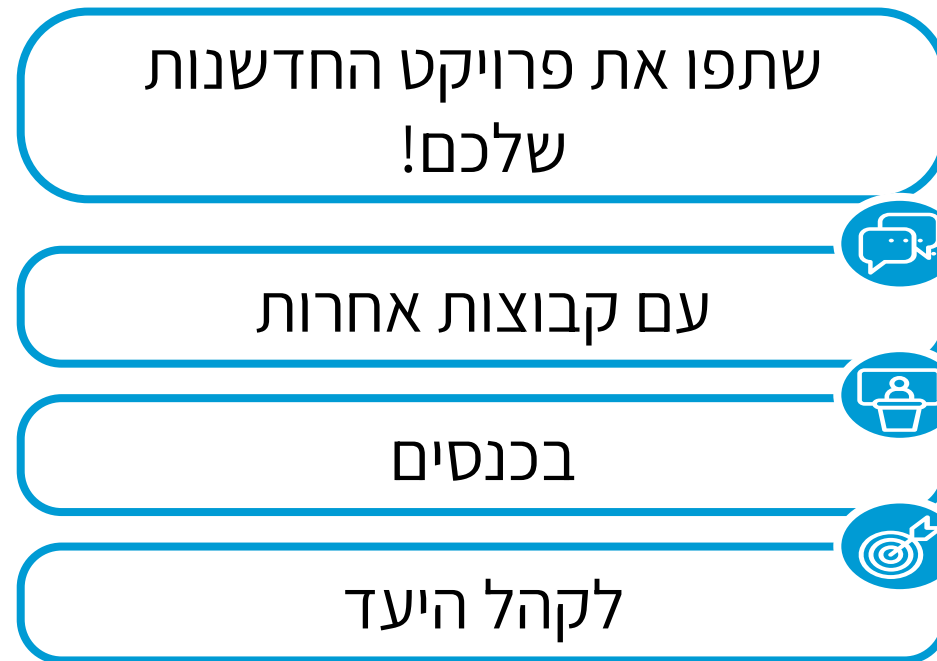 שתפו את פרויקט החדשנות
שלכם!
עם קבוצות אחרות
בכנסים
לקהל היעד